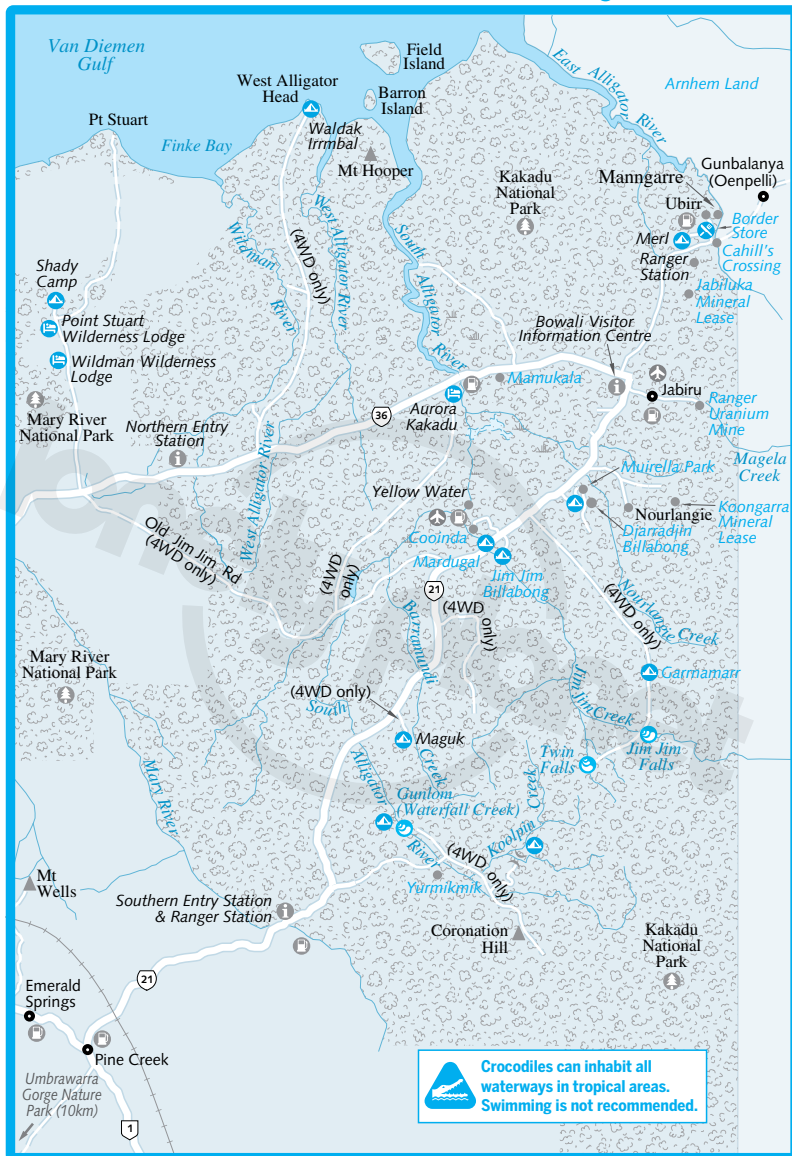 Van Diemen
Gulf
Field
Island
West Alligator
Head
Barron
Island
East Alligator
River
Arnhem Land
Pt Stuart
Finke Bay
Waldak
Irrmbal
Mt Hooper
Kakadu
National
Park
Manngarre
Gunbalanya
(Oenpelli)
Ubirr
Border
Store
Merl
Cahill's
Crossing
Ranger
Station
Jabiluka
Mineral
Lease
Wildman
River
(4WD only)
West Alligator River
South
Alligator
River
Shady
Camp
Point Stuart
Wilderness Lodge
Wildman Wilderness
Lodge
Bowali Visitor
Information Centre
Mamukala
Jabiru
Aurora
Kakadu
36
Ranger
Uranium
Mine
Mary River
National Park
Northern Entry
Station
West Alligator River
Muirella Park
Magela
Creek
Yellow Water
Nourlangie
Koongarra
Mineral
Lease
Djarradjin
Billabong
Old Jim Jim Rd
(4WD only)
(4WD
only)
Cooinda
Mardugal
Jim Jim
Billabong
21
(4WD
only)
Barramundi
Creek
Nourlangie Creek
(4WD only)
Mary River
National Park
Garnamarr
(4WD only)
South
Alligator
River
Jim Jim Creek
Maguk
Twin
Falls
Jim Jim
Falls
Mary River
Gunlom
(Waterfall Creek)
Koolpin
Creek
(4WD only)
Yurmikmik
Mt
Wells
Southern Entry Station
& Ranger Station
Coronation
Hill
Kakadu
National
Park
21
Emerald
Springs
Pine Creek
Umbrawarra
Gorge Nature
Park (10km)
1
Crocodiles can inhabit all
waterways in tropical areas.
Swimming is not recommended.